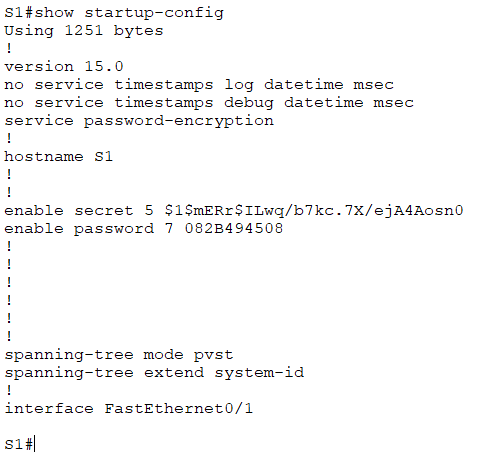 S1#show startup-config
Using 1251 bytes
!
version 15.0
no service timestamps log datetime msec
no service timestamps debug datetime msec
service password-encryption
!
hostname S1
!
!
enable secret 5 $1$mERr$ILwq/b7kc.7X/ejA4Aosn0
enable password 7 082B494508
!
!
!
!
!
!
spanning-tree mode pvst
spanning-tree extend system-id
!
interface FastEthernet0/1
S1#